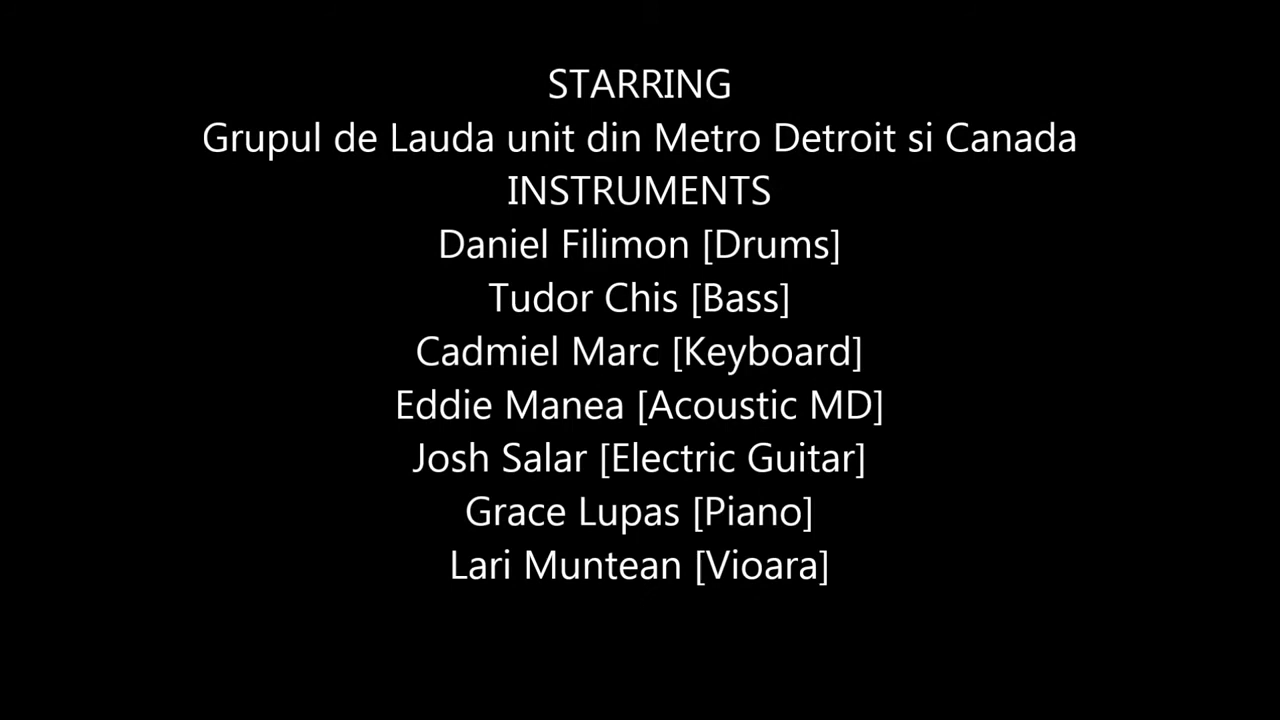 STARRING
Grupul de Lauda unit din Metro Detroit si Canada
INSTRUMENTS
Daniel Filimon [Drums]
Tudor Chis [Bass]
Cadmiel Marc [Keyboard]
Eddie Manea [Acoustic MD]
Josh Salar [Electric Guitar]
Grace Lupas [Piano]
Lari Muntean [Vioara]